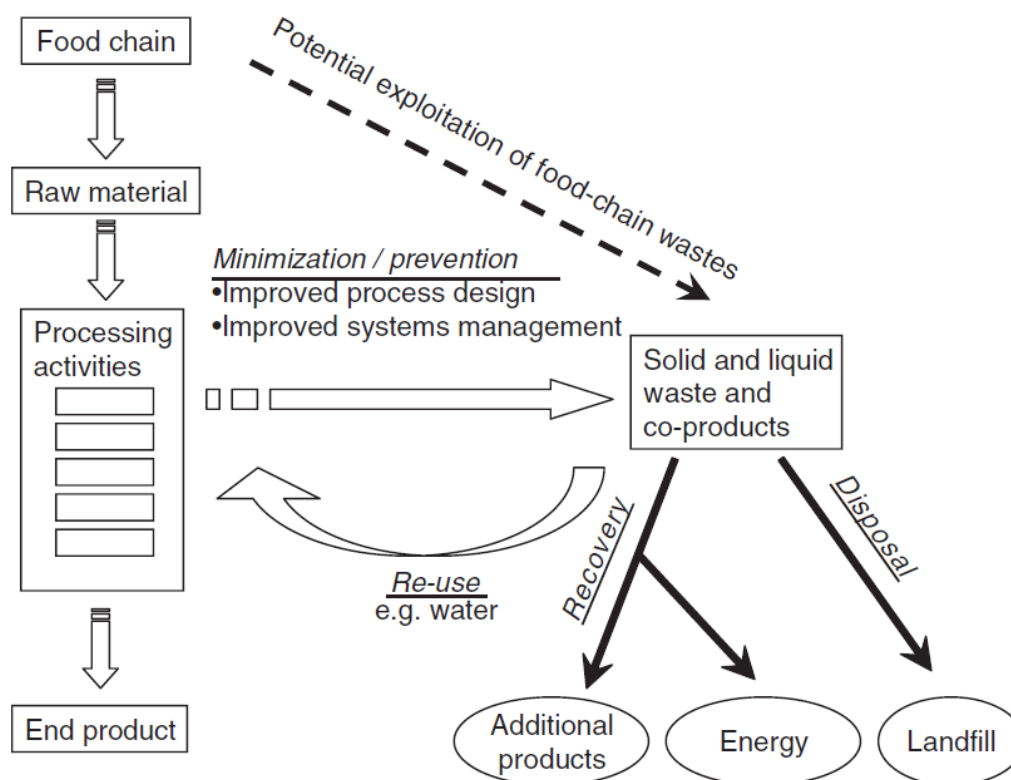 Food chain
Potential exploitation of food-chain wastes
Raw material
Minimization / prevention
•Improved process design
•Improved systems management
Processing
activities
Solid and liquid
waste and
co-products
Re-use
e.g. water
Recovery
Disposal
End product
Additional
products
Energy
Landfill